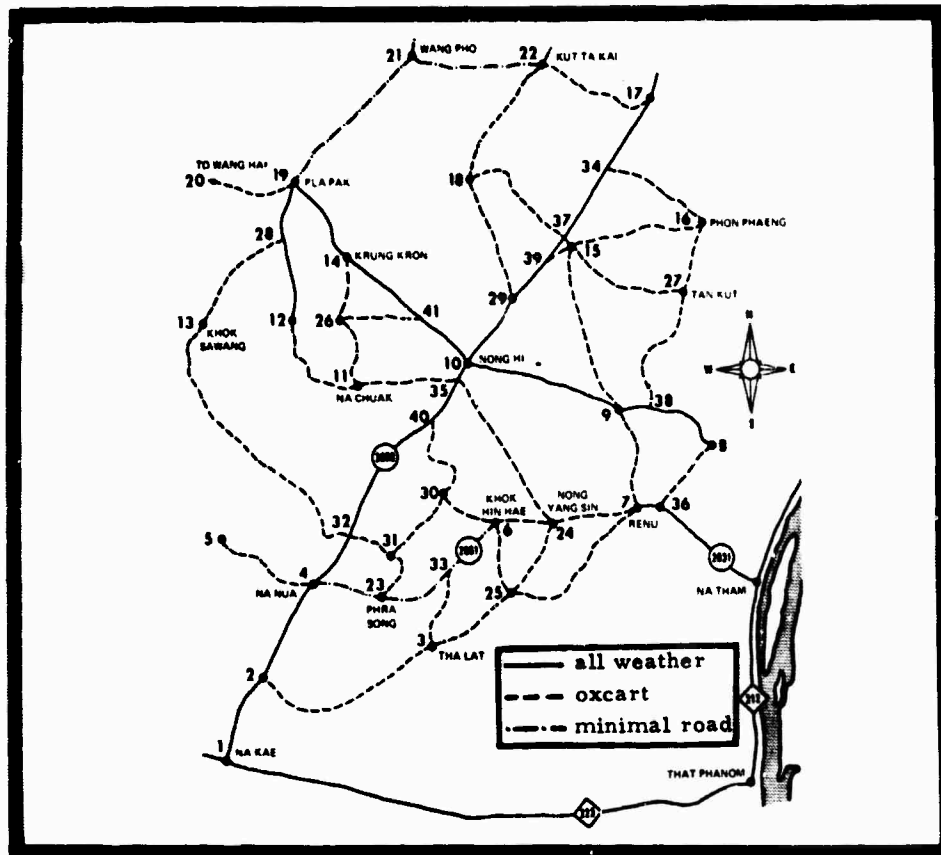 21 WANG PHO
22 KUT TA KAI
17
TO WANG HAI
20
19 PLA PAK
18
34
16 PHON PHAENG
28
37
14 KRUNG KRON
39 15
27 TAN KUT
29
13 KHOK SAWANG
12
26
41
N
10 NONG HI
W E
11 NA CHUAK
35
9
38
S
40
8
30
KHOK HIN HAE
6
NONG YANG SIN
24
7 RENU
36
32
5
31
33
2031
4 NA NUA
23 PHRA SONG
25
NA THAM
3 THA LAT
2
all weather
oxcart
minimal road
1 NA KAE
THAT PHANOM